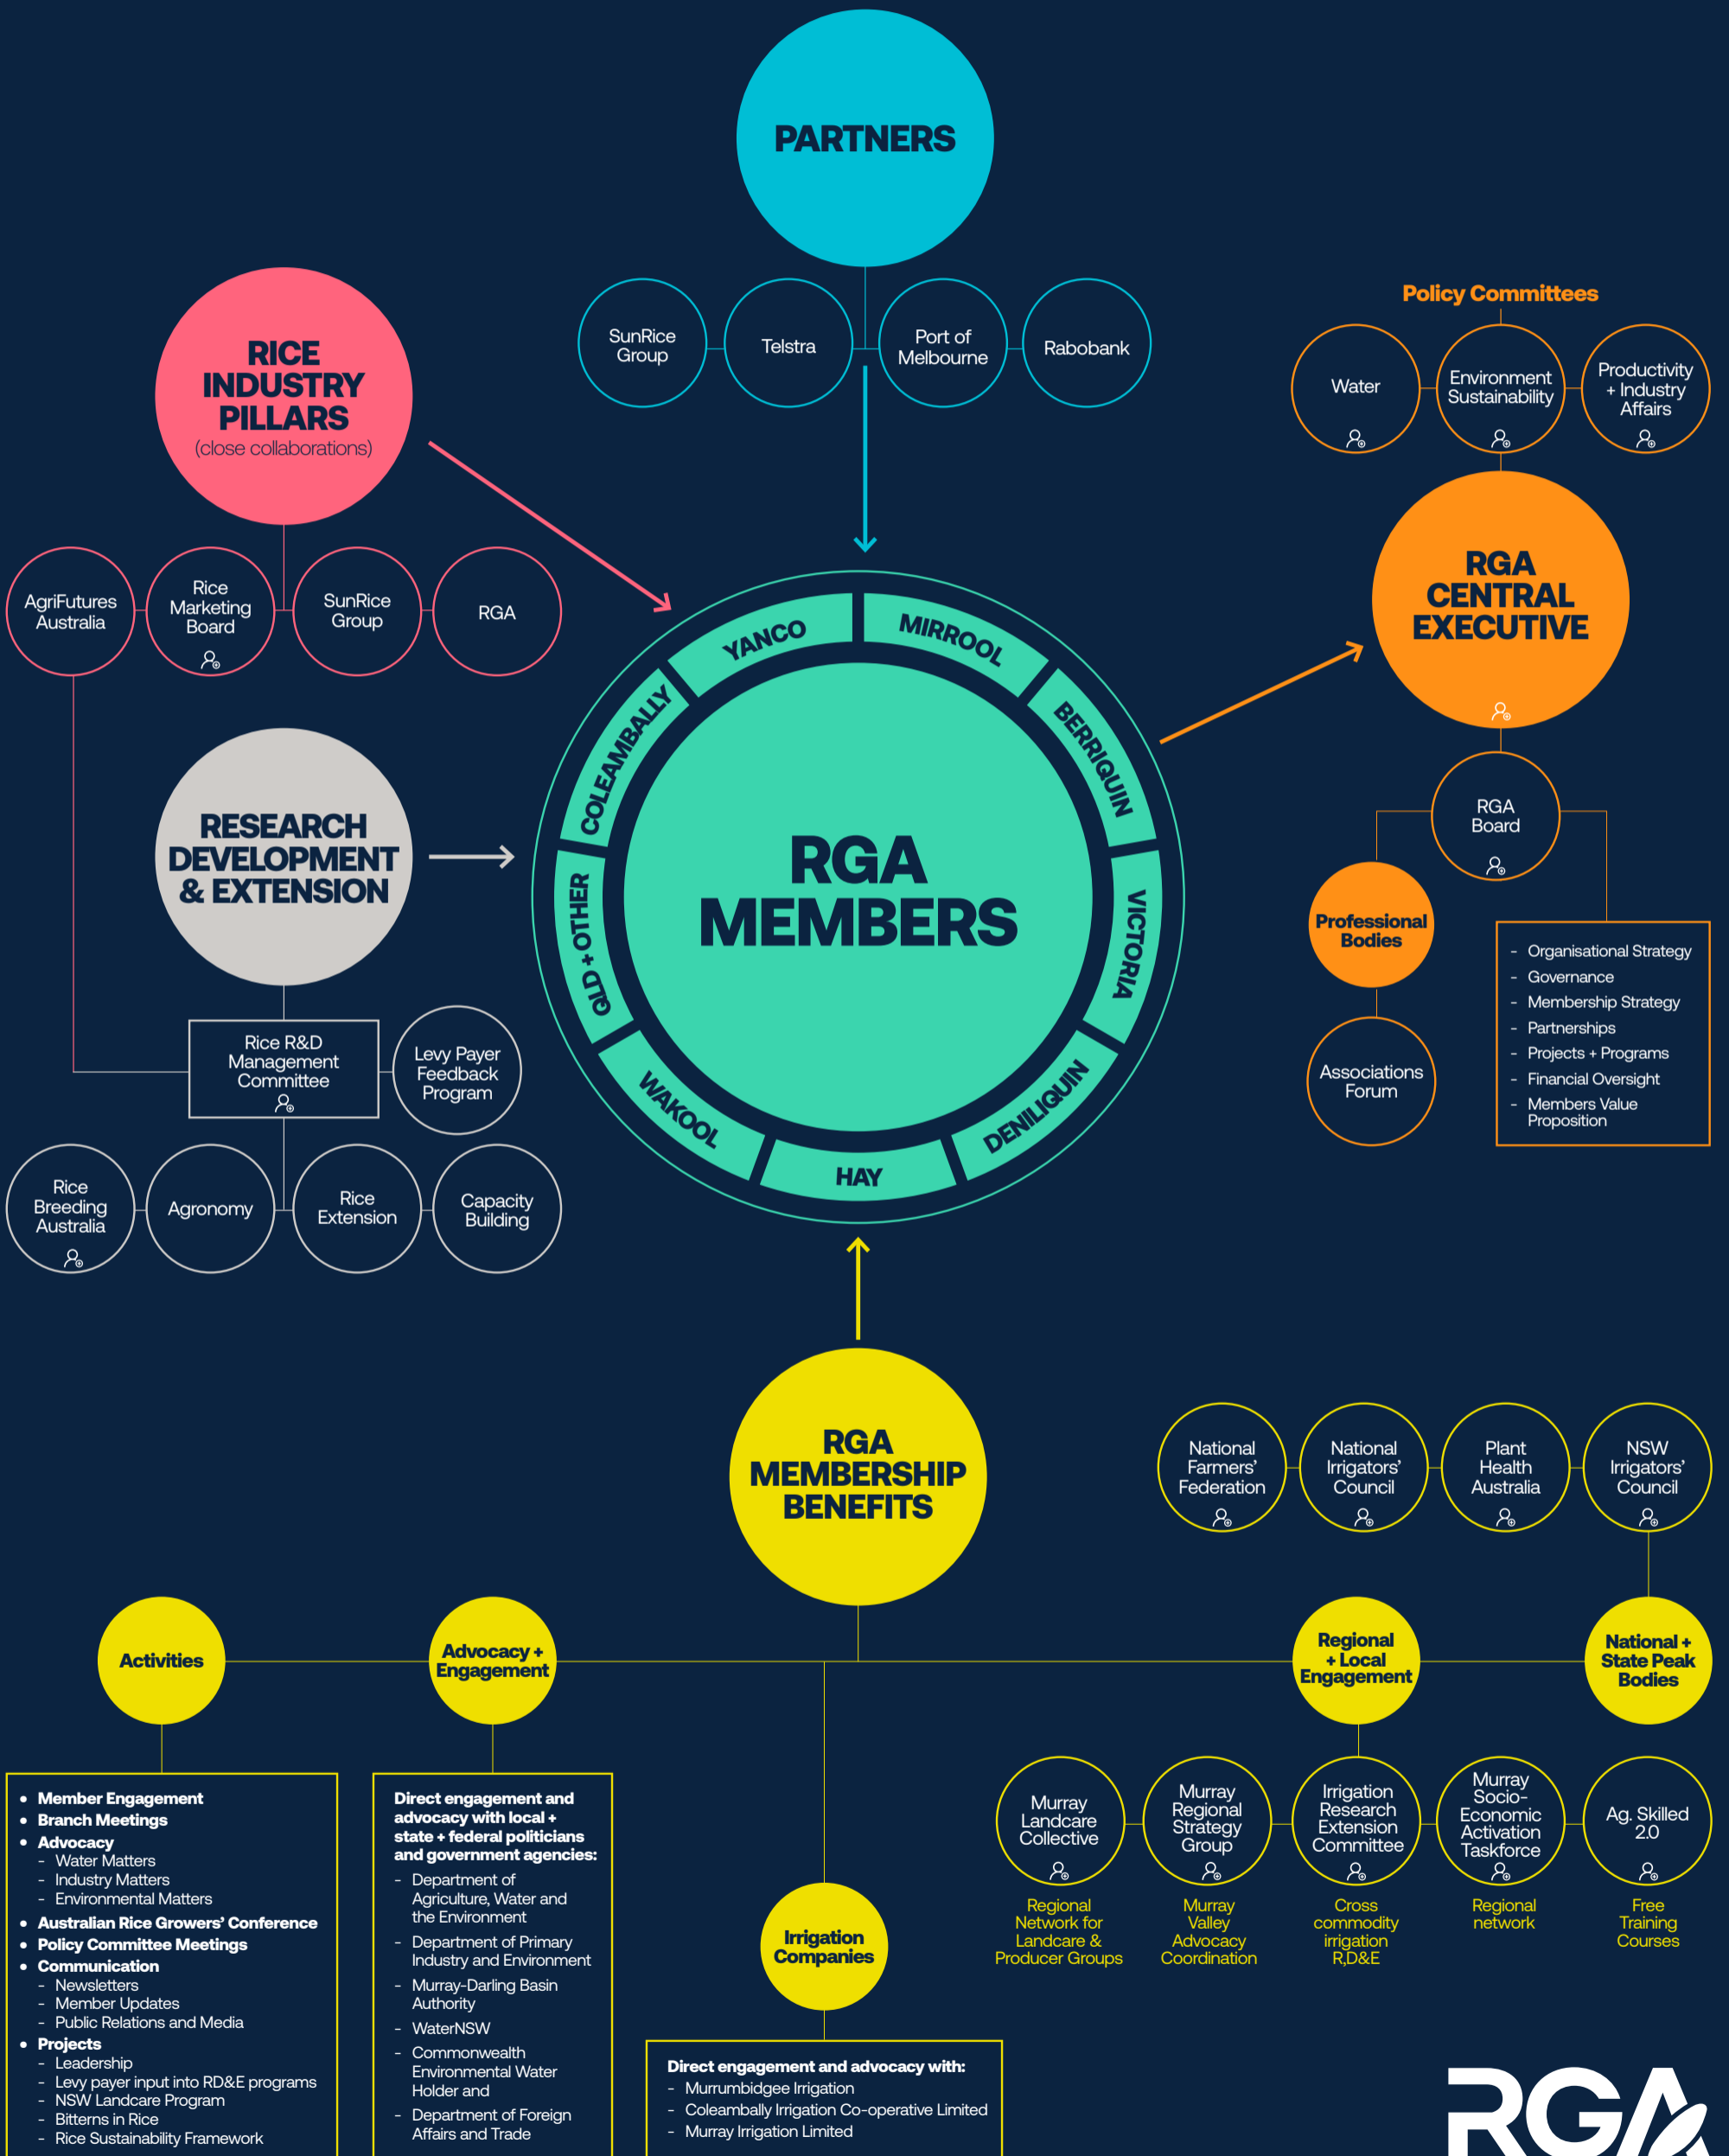 PARTNERS
SunRice
Group
Telstra
Port of
Melbourne
Rabobank
RICE
INDUSTRY
PILLARS
(close collaborations)
AgriFutures
Australia
Rice
Marketing
Board
SunRice
Group
RGA
Policy Committees
Water
Environment
Sustainability
Productivity
+ Industry
Affairs
RGA
CENTRAL
EXECUTIVE
RGA
Board
Professional
Bodies
Associations
Forum
- Organisational Strategy
- Governance
- Membership Strategy
- Partnerships
- Projects + Programs
- Financial Oversight
- Members Value
Proposition
RESEARCH
DEVELOPMENT
& EXTENSION
Rice R&D
Management
Committee
Levy Payer
Feedback
Program
Rice
Breeding
Australia
Agronomy
Rice
Extension
Capacity
Building
YANCO
MIRROOL
BERRIQUIN
VICTORIA
DENILIQUIN
HAY
WAKOOL
QLD + OTHER
COLEAMBALLY
RGA
MEMBERS
RGA
MEMBERSHIP
BENEFITS
National
Farmers’
Federation
National
Irrigators’
Council
Plant
Health
Australia
NSW
Irrigators’
Council
Activities
Advocacy +
Engagement
Regional
+ Local
Engagement
National +
State Peak
Bodies
• Member Engagement
• Branch Meetings
• Advocacy
- Water Matters
- Industry Matters
- Environmental Matters
• Australian Rice Growers’ Conference
• Policy Committee Meetings
• Communication
- Newsletters
- Member Updates
- Public Relations and Media
• Projects
- Leadership
- Levy payer input into RD&E programs
- NSW Landcare Program
- Bitterns in Rice
- Rice Sustainability Framework
Direct engagement and
advocacy with local +
state + federal politicians
and government agencies:
- Department of
Agriculture, Water and
the Environment
- Department of Primary
Industry and Environment
- Murray-Darling Basin
Authority
- WaterNSW
- Commonwealth
Environmental Water
Holder and
- Department of Foreign
Affairs and Trade
Irrigation
Companies
Direct engagement and advocacy with:
- Murrumbidgee Irrigation
- Coleambally Irrigation Co-operative Limited
- Murray Irrigation Limited
Murray
Landcare
Collective
Regional
Network for
Landcare &
Producer Groups
Murray
Regional
Strategy
Group
Murray
Valley
Advocacy
Coordination
Irrigation
Research
Extension
Committee
Cross
commodity
irrigation
R,D&E
Murray
Socio-
Economic
Activation
Taskforce
Regional
network
Ag. Skilled
2.0
Free
Training
Courses
RGA